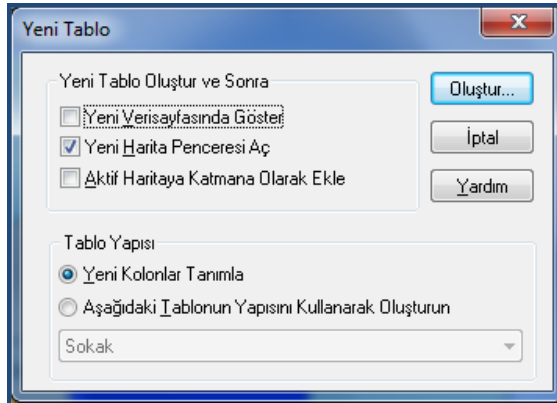 Yeni Tablo
Yeni Tablo Oluştur ve Sonra
Yeni Verisayfasında Göster
Yeni Harita Penceresi Aç
Aktif Haritaya Katmana Olarak Ekle
Oluştur...
İptal
Yardım
Tablo Yapısı
Yeni Kolonlar Tanımla
Aşağıdaki Tablonun Yapısını Kullanarak Oluşturun
Sokak